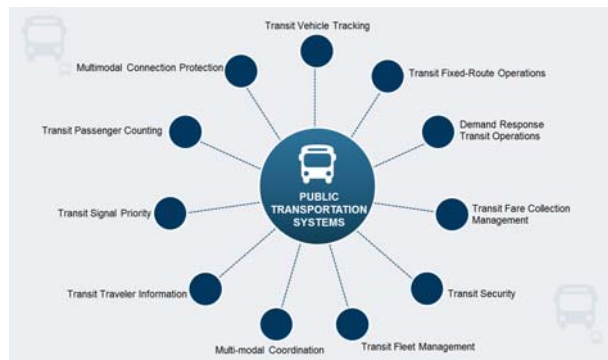 Transit Vehicle Tracking
Multimodal Connection Protection
Transit Fixed-Route Operations
Transit Passenger Counting
Demand Response
Transit Operations
PUBLIC
TRANSPORTATION
SYSTEMS
Transit Signal Priority
Transit Fare Collection
Management
Transit Traveler Information
Transit Security
Multi-modal Coordination
Transit Fleet Management